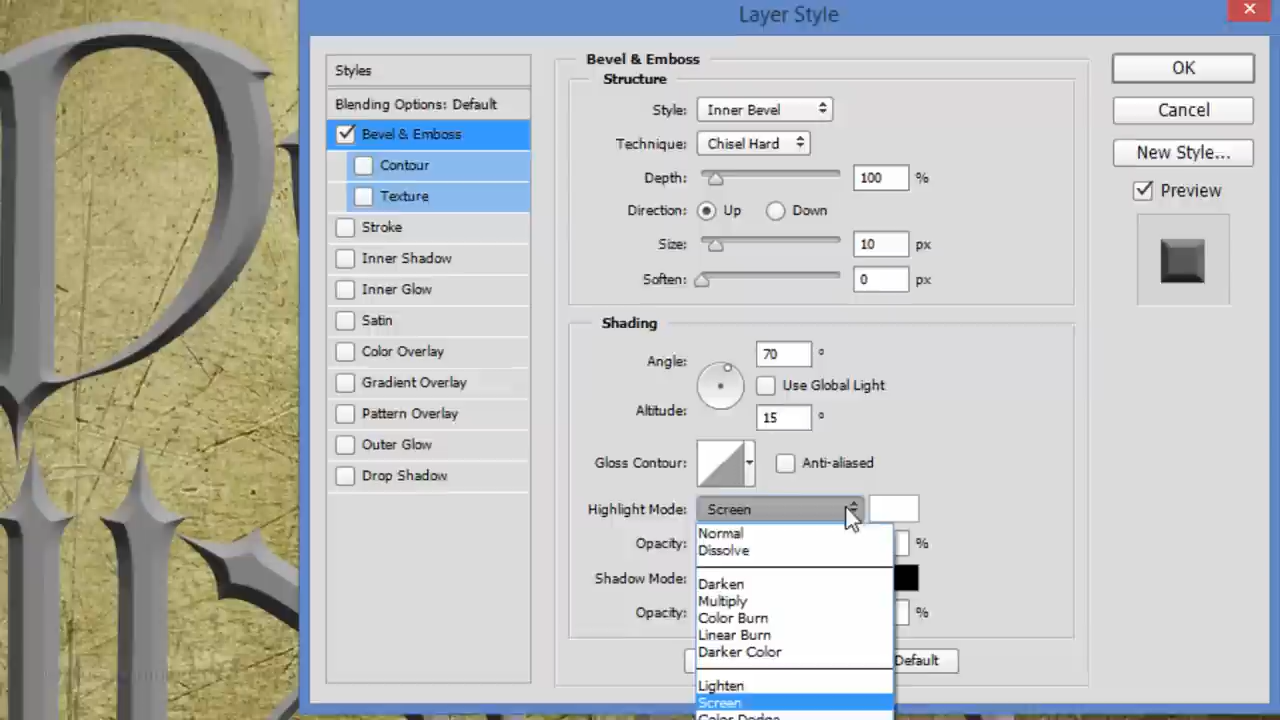 Layer Style
Styles
Blending Options: Default
Bevel & Emboss
Contour
Texture
Stroke
Inner Shadow
Inner Glow
Satin
Color Overlay
Gradient Overlay
Pattern Overlay
Outer Glow
Drop Shadow
Bevel & Emboss
Structure
Style: Inner Bevel
Technique: Chisel Hard
Depth: 100 %
Direction: Up Down
Size: 10 px
Soften: 0 px
Shading
Angle: 70 °
Use Global Light
Altitude: 15 °
Gloss Contour: Anti-aliased
Highlight Mode: Screen
Opacity: %
Shadow Mode:
Opacity: %
Default
Normal
Dissolve
Darken
Multiply
Color Burn
Linear Burn
Darker Color
Lighten
Screen
Color Dodge
OK
Cancel
New Style...
Preview